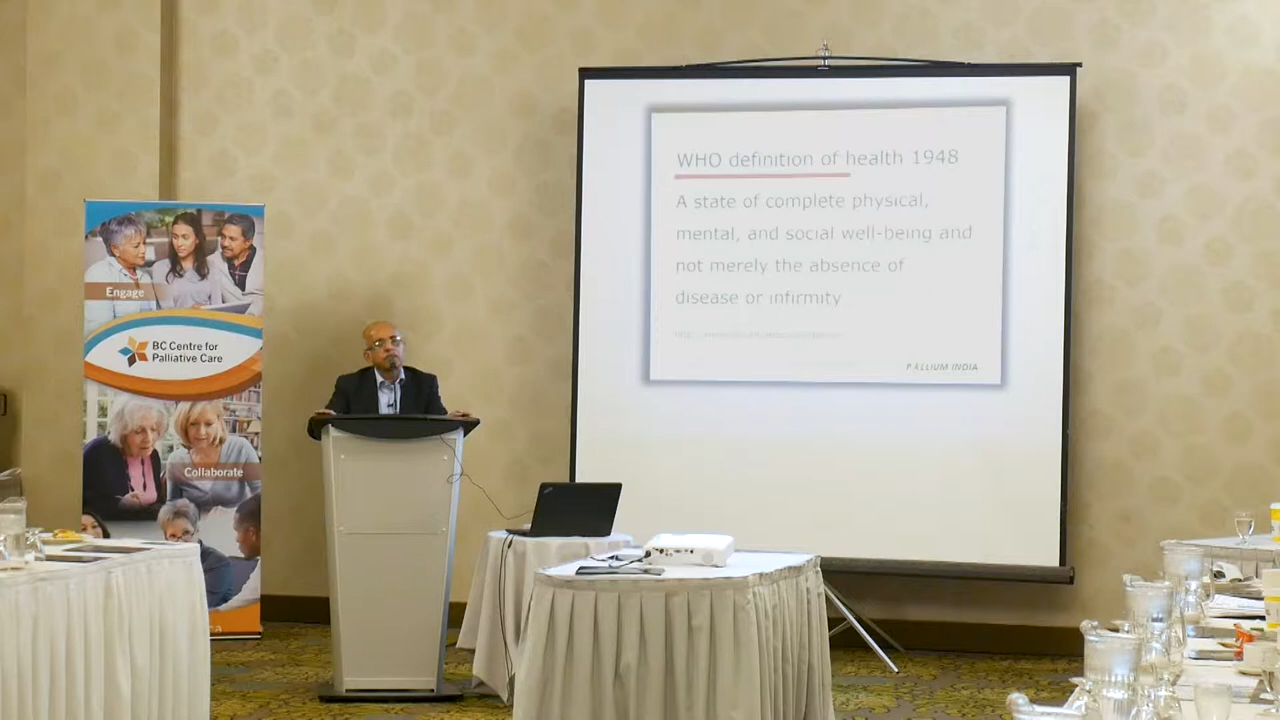 Engage
BC Centre for
Palliative Care
Collaborate
WHO definition of health 1948
A state of complete physical,
mental, and social well-being and
not merely the absence of
disease or infirmity
PALLIUM INDIA